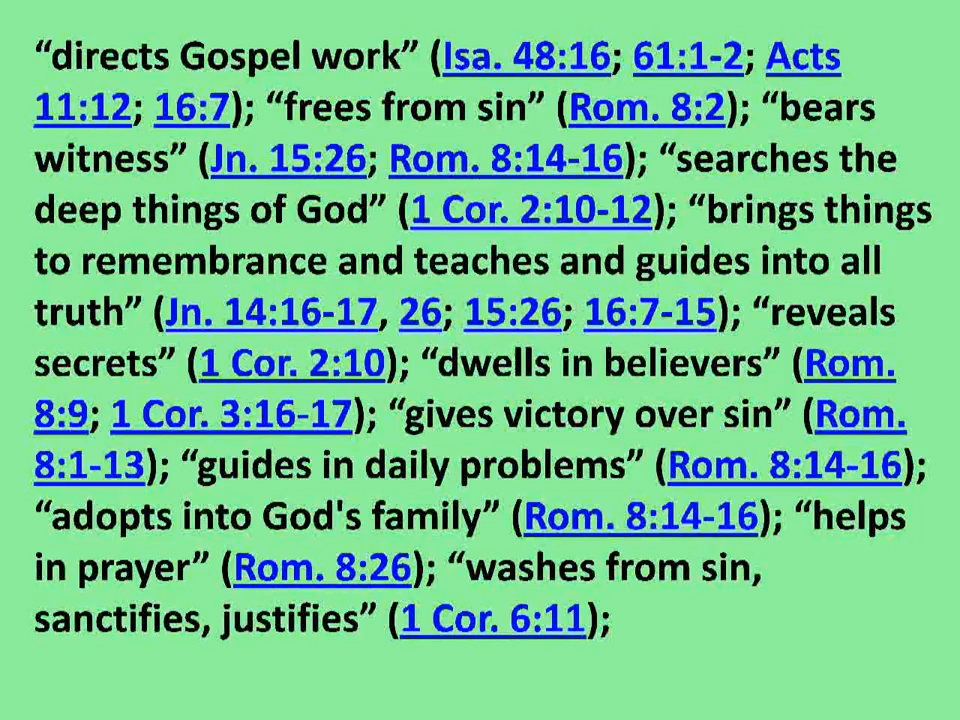 “directs Gospel work” (Isa. 48:16; 61:1-2; Acts
11:12; 16:7); “frees from sin” (Rom. 8:2); “bears
witness” (Jn. 15:26; Rom. 8:14-16); “searches the
deep things of God” (1 Cor. 2:10-12); “brings things
to remembrance and teaches and guides into all
truth” (Jn. 14:16-17, 26; 15:26; 16:7-15); “reveals
secrets” (1 Cor. 2:10); “dwells in believers” (Rom.
8:9; 1 Cor. 3:16-17); “gives victory over sin” (Rom.
8:1-13); “guides in daily problems” (Rom. 8:14-16);
“adopts into God's family” (Rom. 8:14-16); “helps
in prayer” (Rom. 8:26); “washes from sin,
sanctifies, justifies” (1 Cor. 6:11);